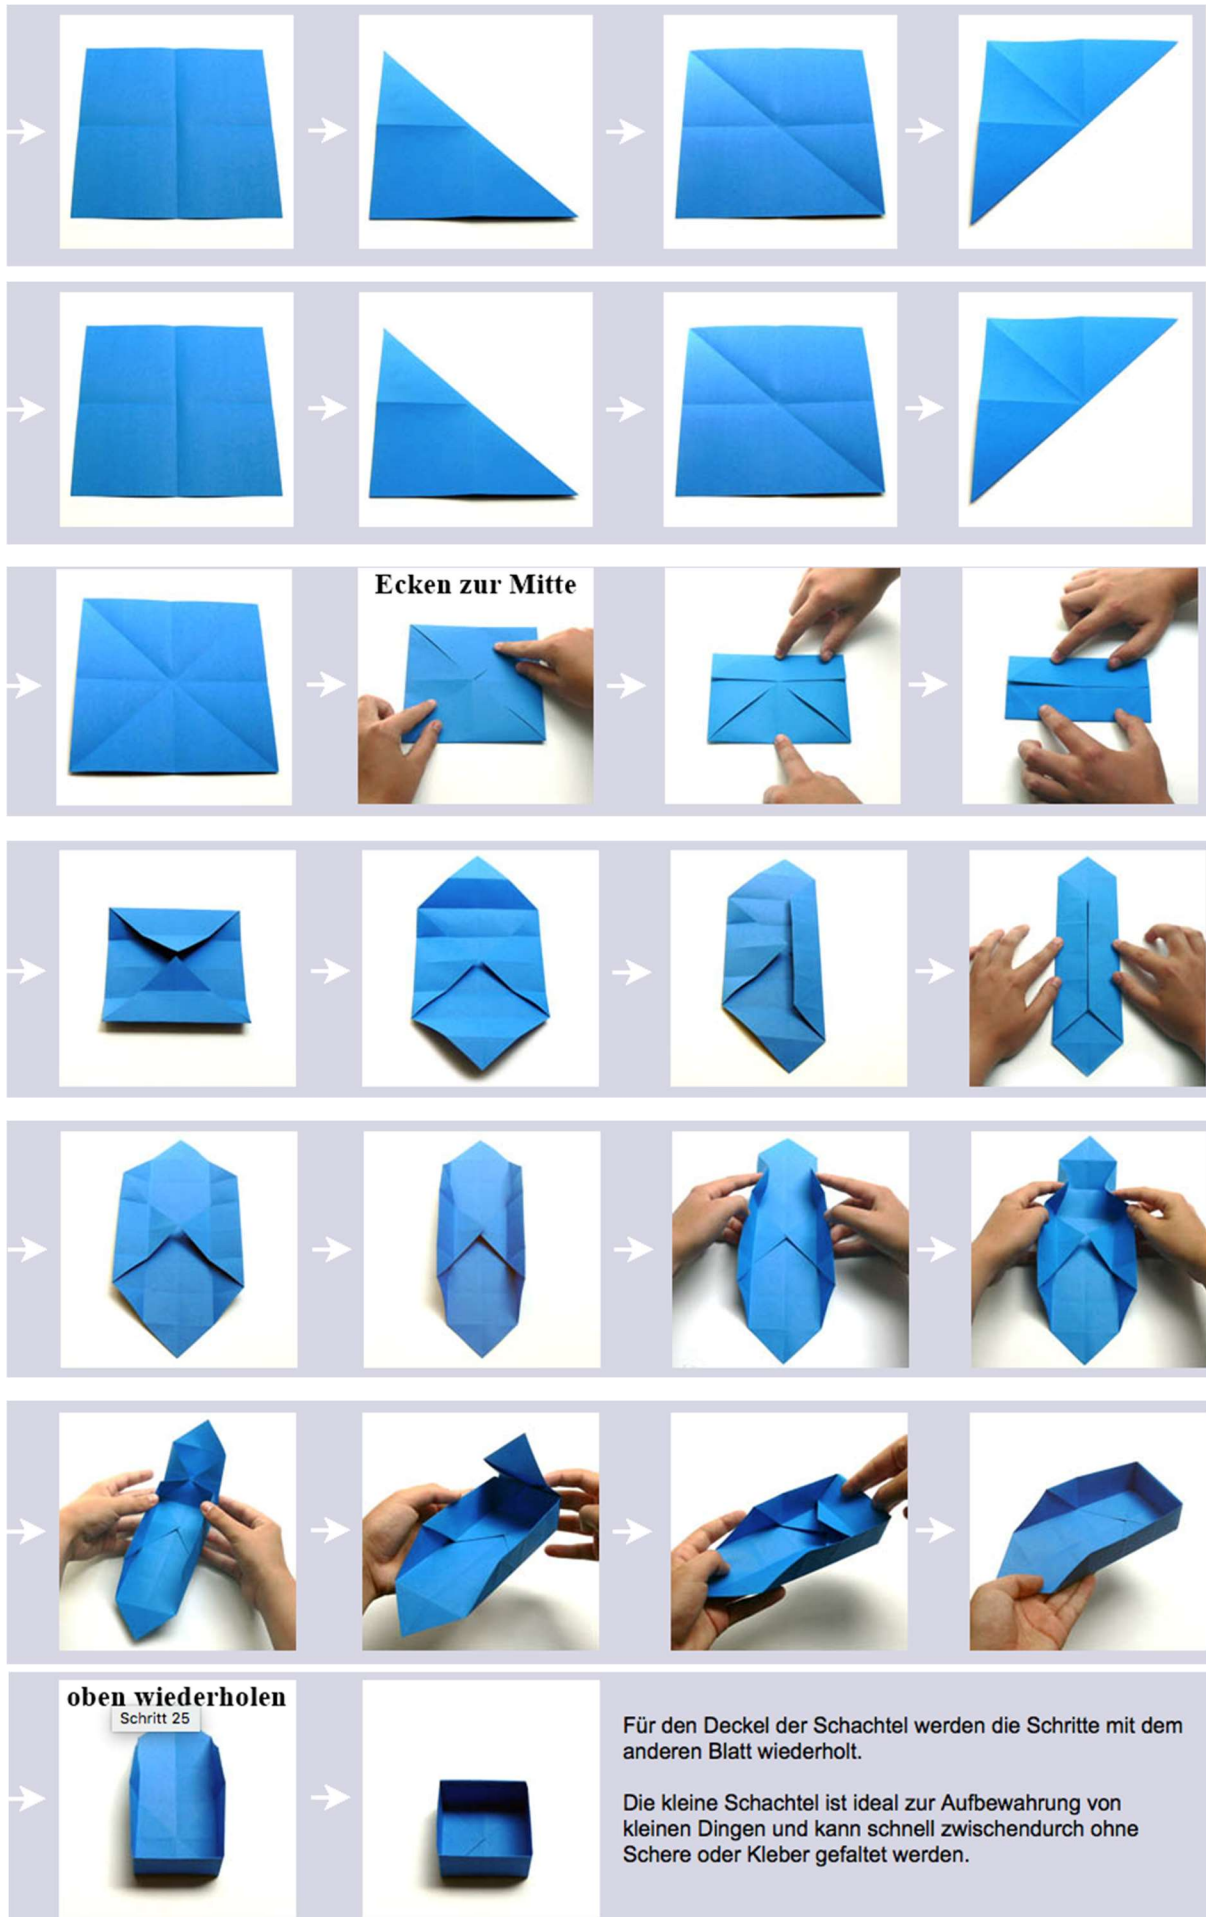 Ecken zur Mitte
oben wiederholen
Schritt 25
Für den Deckel der Schachtel werden die Schritte mit dem
anderen Blatt wiederholt.
Die kleine Schachtel ist ideal zur Aufbewahrung von
kleinen Dingen und kann schnell zwischendurch ohne
Schere oder Kleber gefaltet werden.